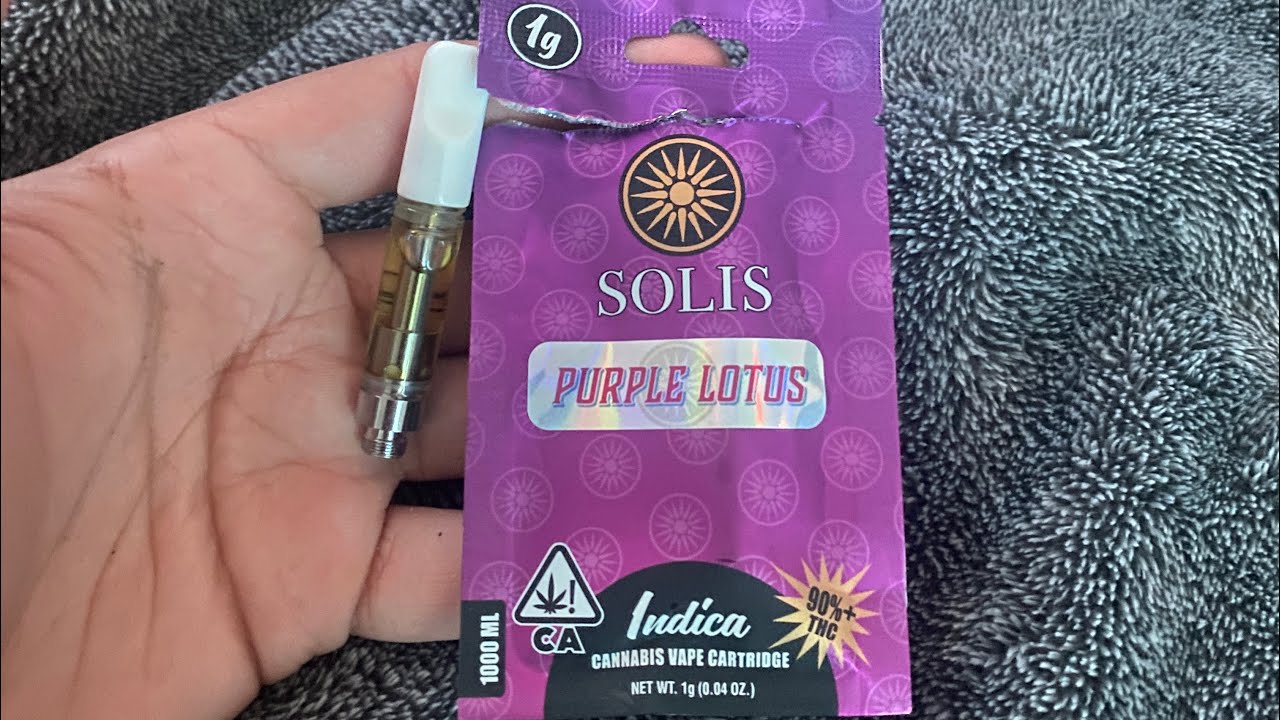 1g
SOLIS
PURPLE LOTUS
90%+
THC
CA
Indica
CANNABIS VAPE CARTRIDGE
NET WT. 1g (0.04 OZ.)
1000 ML